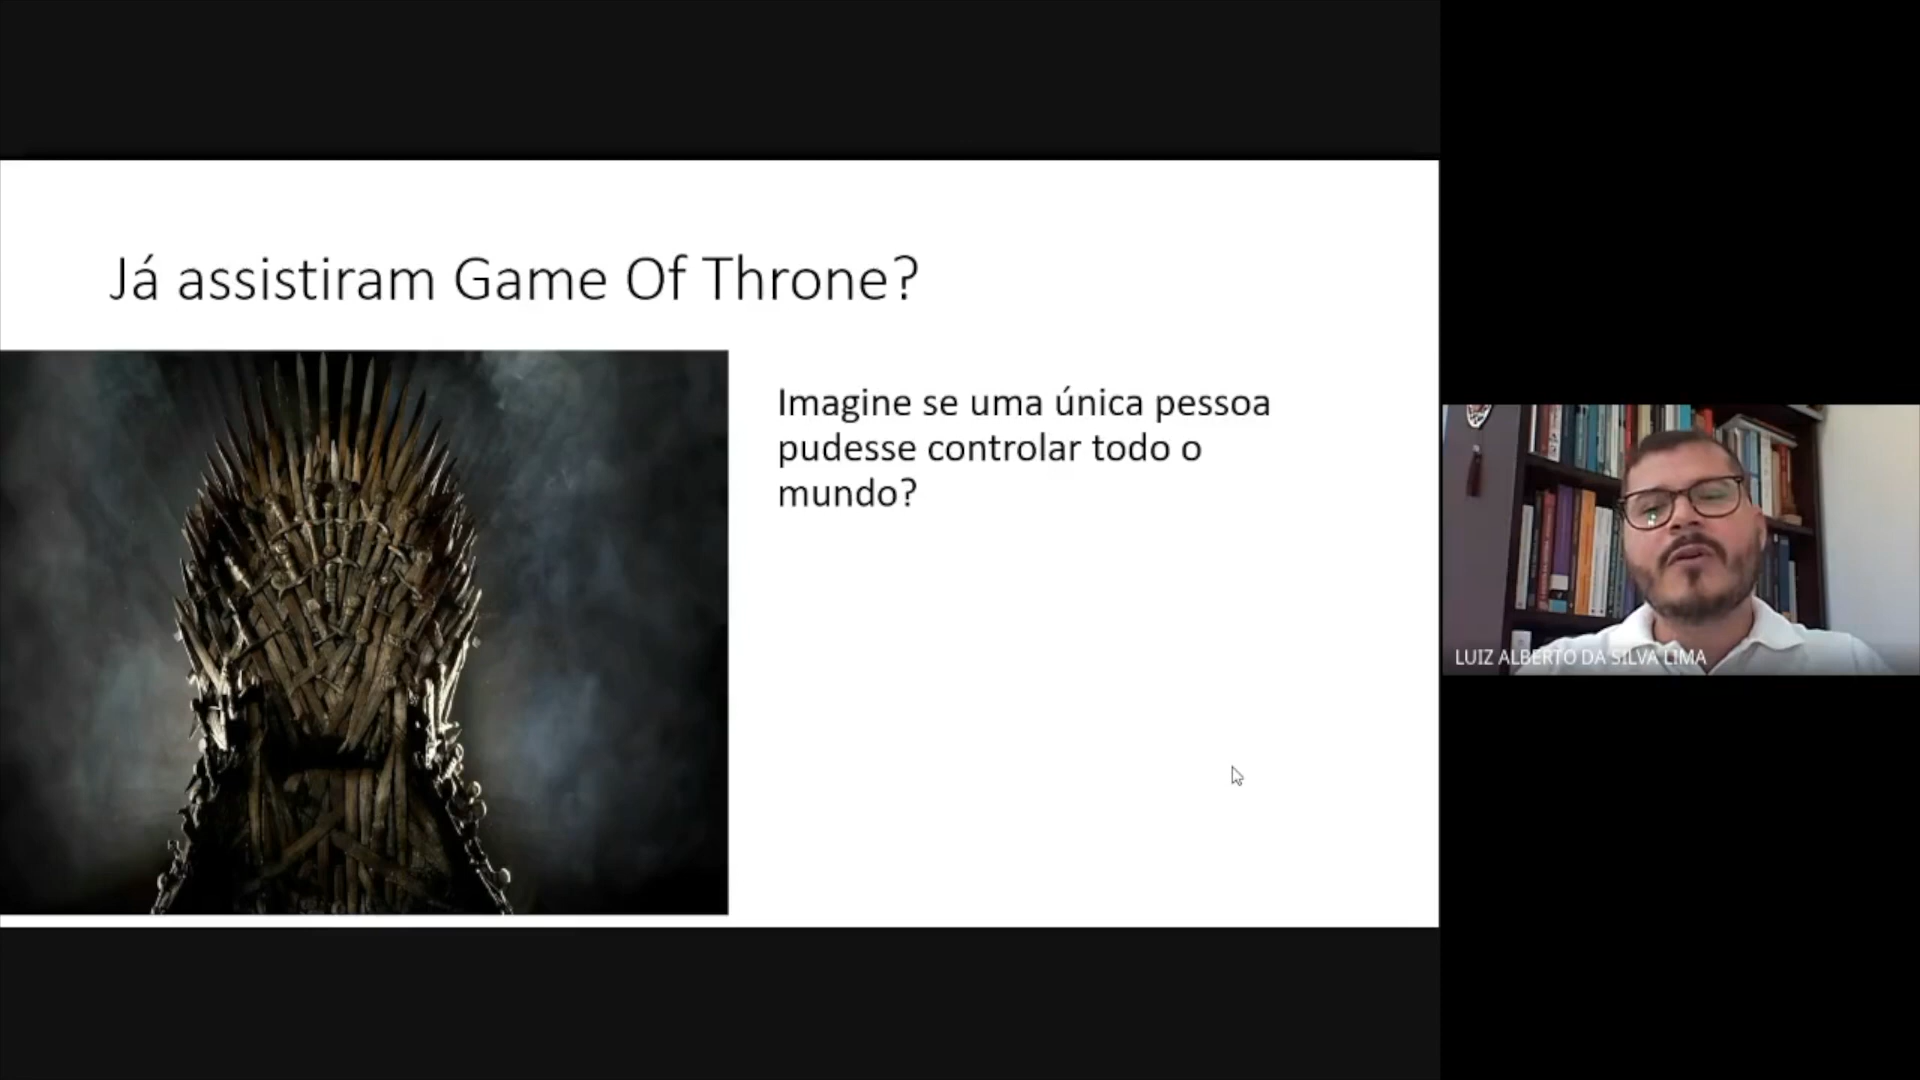 Já assistiram Game Of Throne?
Imagine se uma única pessoa
pudesse controlar todo o
mundo?
LUIZ ALBERTO DA SILVA LIMA